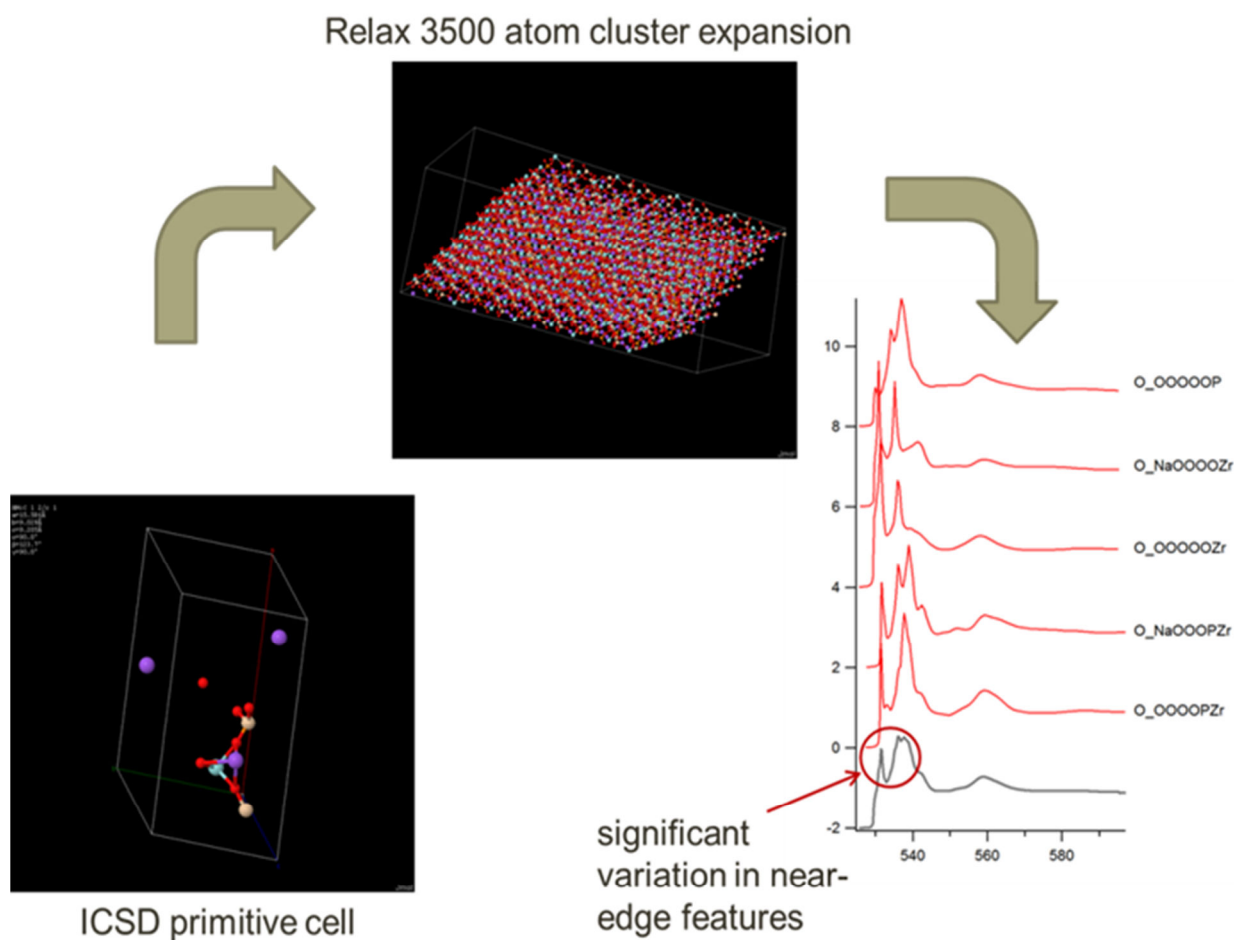 Relax 3500 atom cluster expansion
10
8
6
4
2
0
-2
O_OOOOOP
O_NaOOOOZr
O_OOOOOZr
O_NaOOOPZr
O_OOOOPZr
540
560
580
significant
variation in near-
edge features
ICSD primitive cell